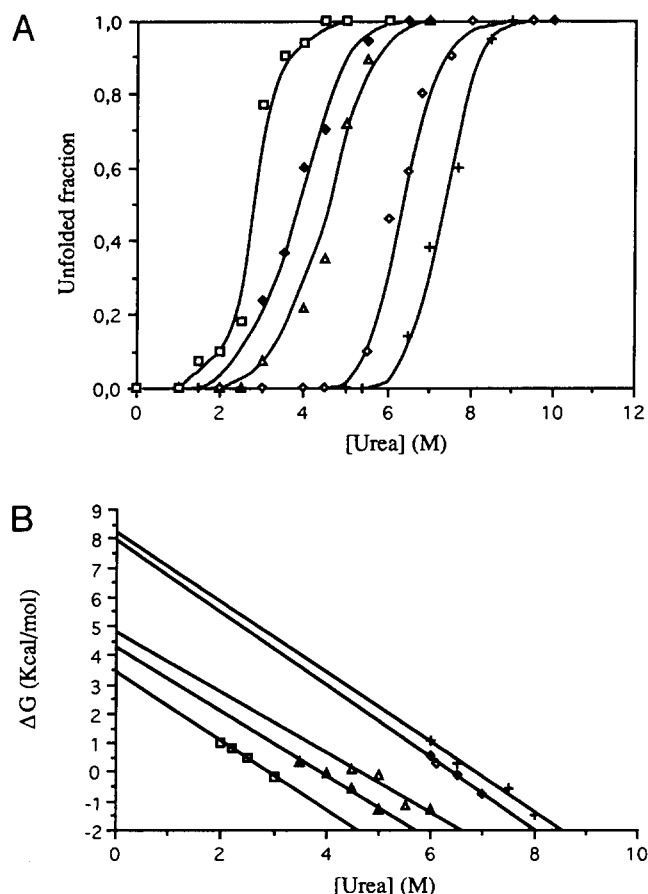 A
1,0
0,8
0,6
0,4
0,2
0,0
Unfolded fraction
0 2 4 6 8 10 12
[Urea] (M)
B
9
8
7
6
5
4
3
2
1
0
-1
-2
ΔG (Kcal/mol)
0 2 4 6 8 10
[Urea] (M)